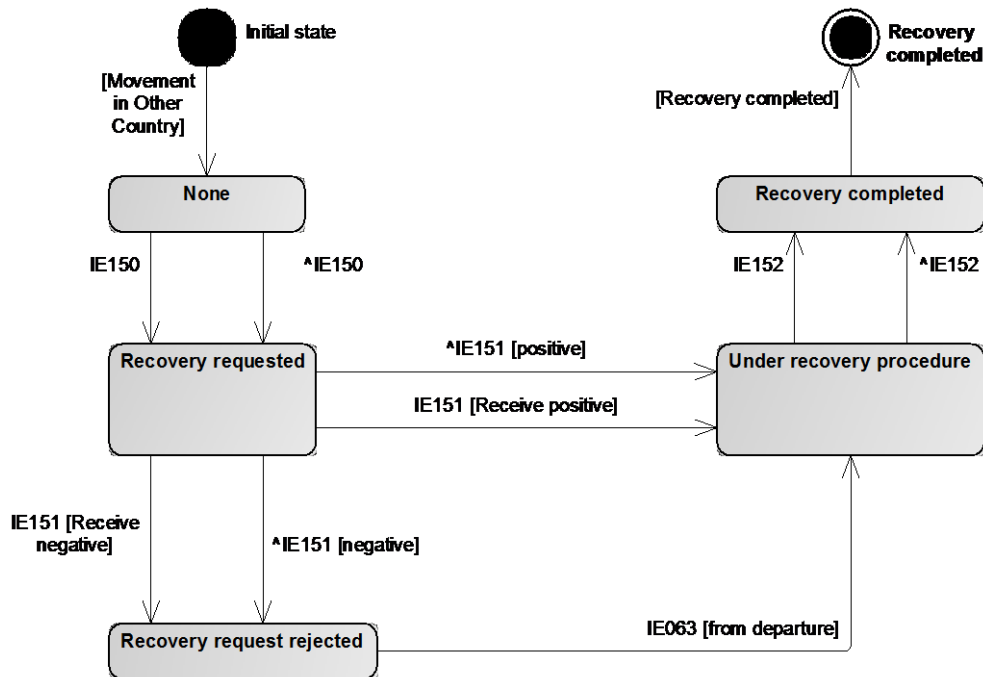 Initial state
Recovery
completed
[Movement
in Other
Country]
[Recovery completed]
None
Recovery completed
IE150
^IE150
IE152
^IE152
Recovery requested
^IE151 [positive]
Under recovery procedure
IE151 [Receive positive]
IE151 [Receive
negative]
^IE151 [negative]
Recovery request rejected
IE063 [from departure]